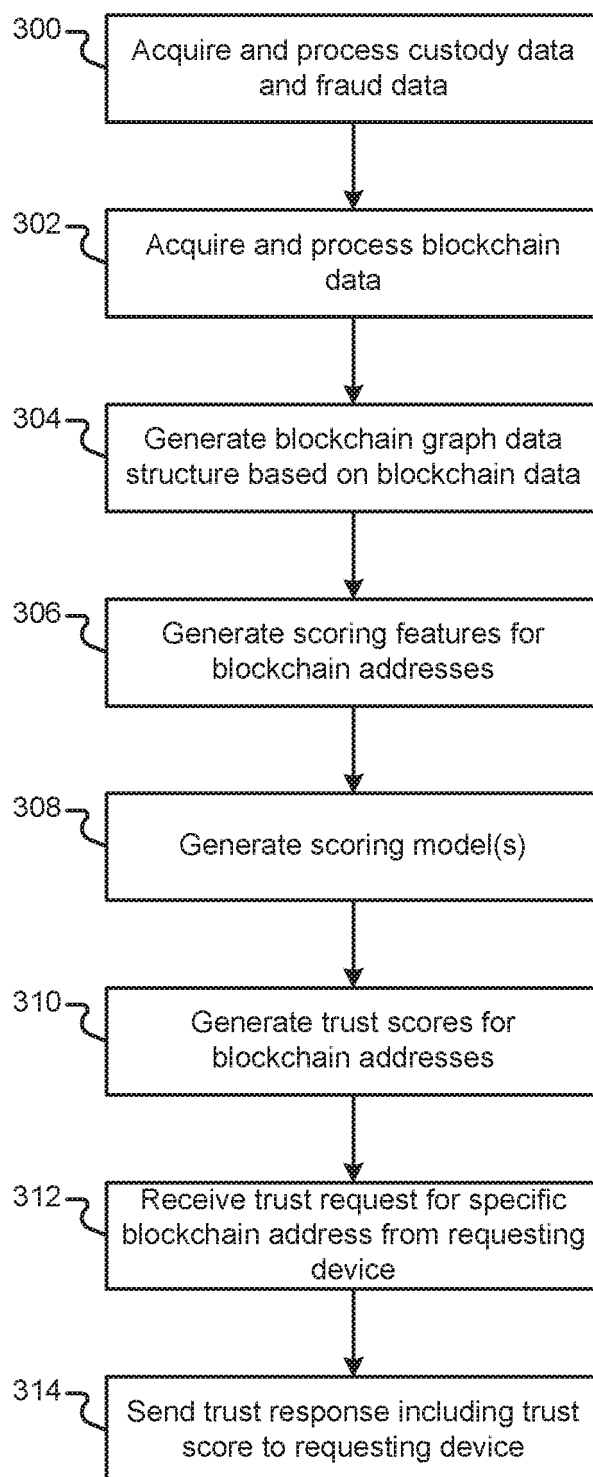 300
Acquire and process custody data
and fraud data
302
Acquire and process blockchain
data
304
Generate blockchain graph data
structure based on blockchain data
306
Generate scoring features for
blockchain addresses
308
Generate scoring model(s)
310
Generate trust scores for
blockchain addresses
312
Receive trust request for specific
blockchain address from requesting
device
314
Send trust response including trust
score to requesting device